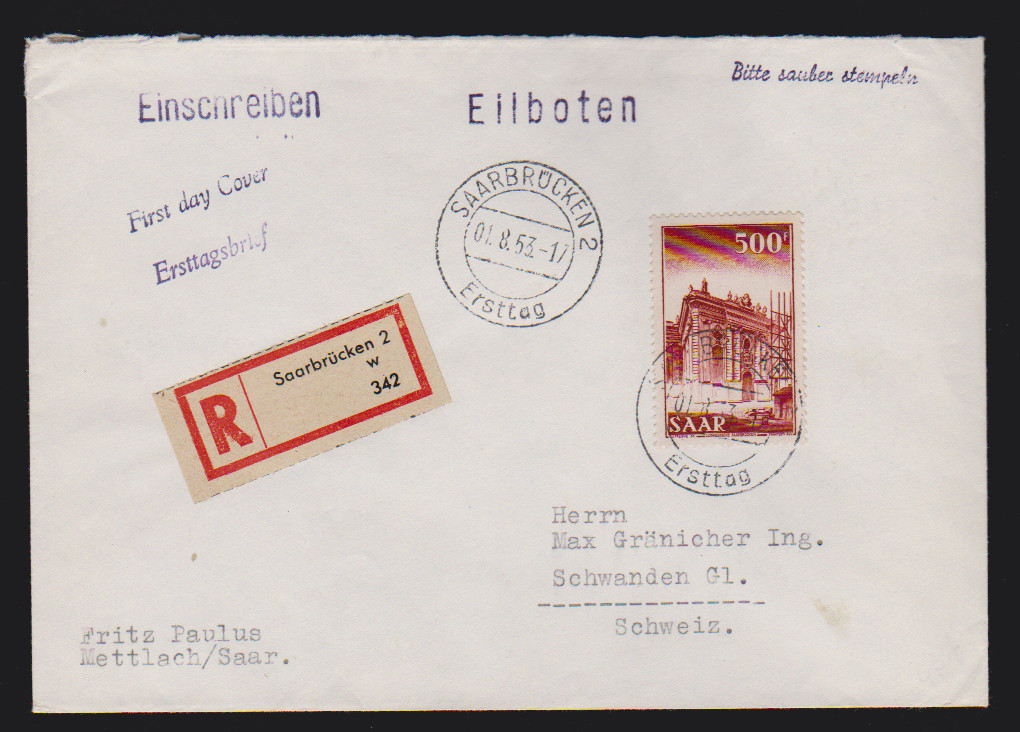 Bitte sauber stempeln
Einschreiben
Eilboten
First day Cover
Ersttagsbrief
SAARBRÜCKEN 2
01.8.53.-17
Ersttag
500F
SAAR
Ersttag
R
Saarbrücken 2
w
342
Herrn
Max Gränicher Ing.
Schwanden Gl.
Schweiz.
Fritz Paulus
Mettlach/Saar.